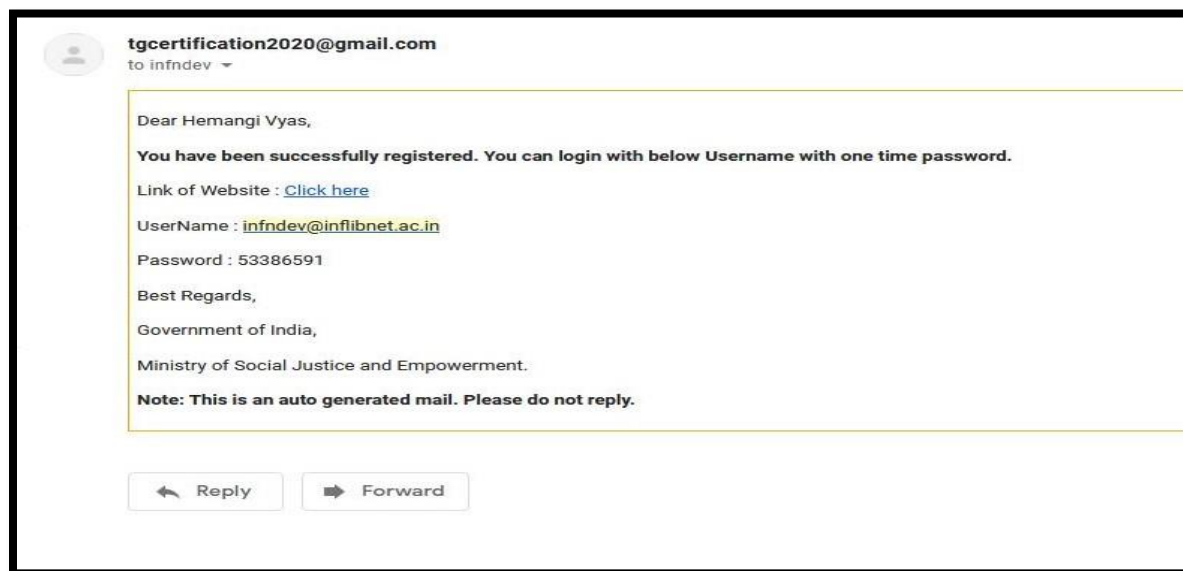 tgcertification2020@gmail.com
to infndev
Dear Hemangi Vyas,
You have been successfully registered. You can login with below Username with one time password.
Link of Website : Click here
UserName : infndev@inflibnet.ac.in
Password : 53386591
Best Regards,
Government of India,
Ministry of Social Justice and Empowerment.
Note: This is an auto generated mail. Please do not reply.
Reply Forward